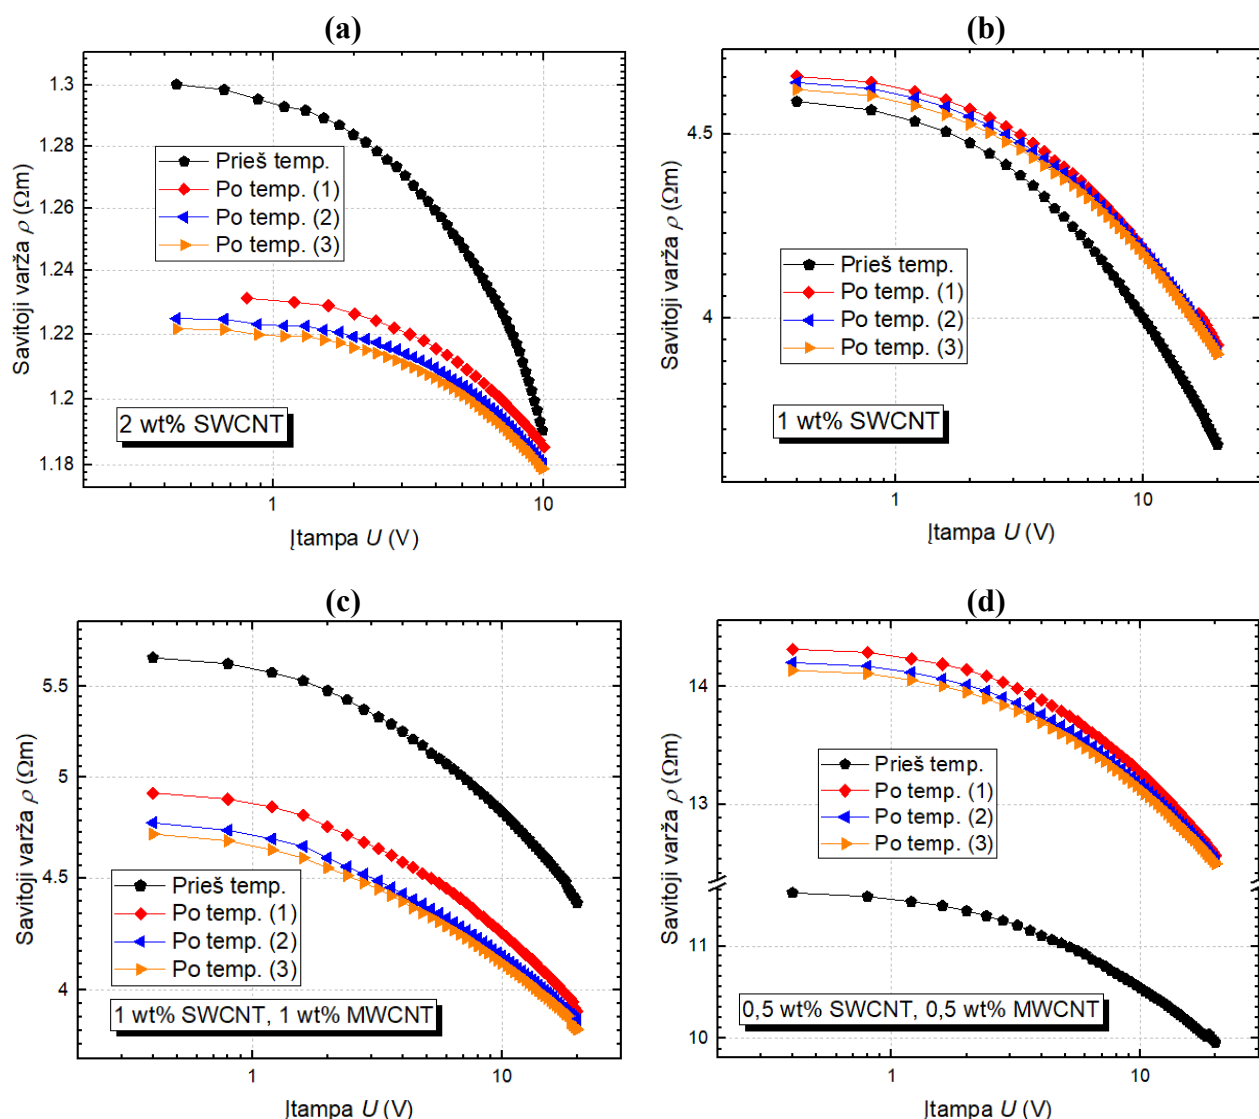 (a)
1.3
1.28
1.26
1.24
1.22
1.2
1.18
Savitoji varža ρ (Ωm)
Prieš temp.
Po temp. (1)
Po temp. (2)
Po temp. (3)
2 wt% SWCNT
1
10
Įtampa U (V)
(b)
4.5
4
Savitoji varža ρ (Ωm)
Prieš temp.
Po temp. (1)
Po temp. (2)
Po temp. (3)
1 wt% SWCNT
1
10
Įtampa U (V)
(c)
5.5
5
4.5
4
Savitoji varža ρ (Ωm)
Prieš temp.
Po temp. (1)
Po temp. (2)
Po temp. (3)
1 wt% SWCNT, 1 wt% MWCNT
1
10
Įtampa U (V)
(d)
14
13
11
10
Savitoji varža ρ (Ωm)
Prieš temp.
Po temp. (1)
Po temp. (2)
Po temp. (3)
0,5 wt% SWCNT, 0,5 wt% MWCNT
1
10
Įtampa U (V)